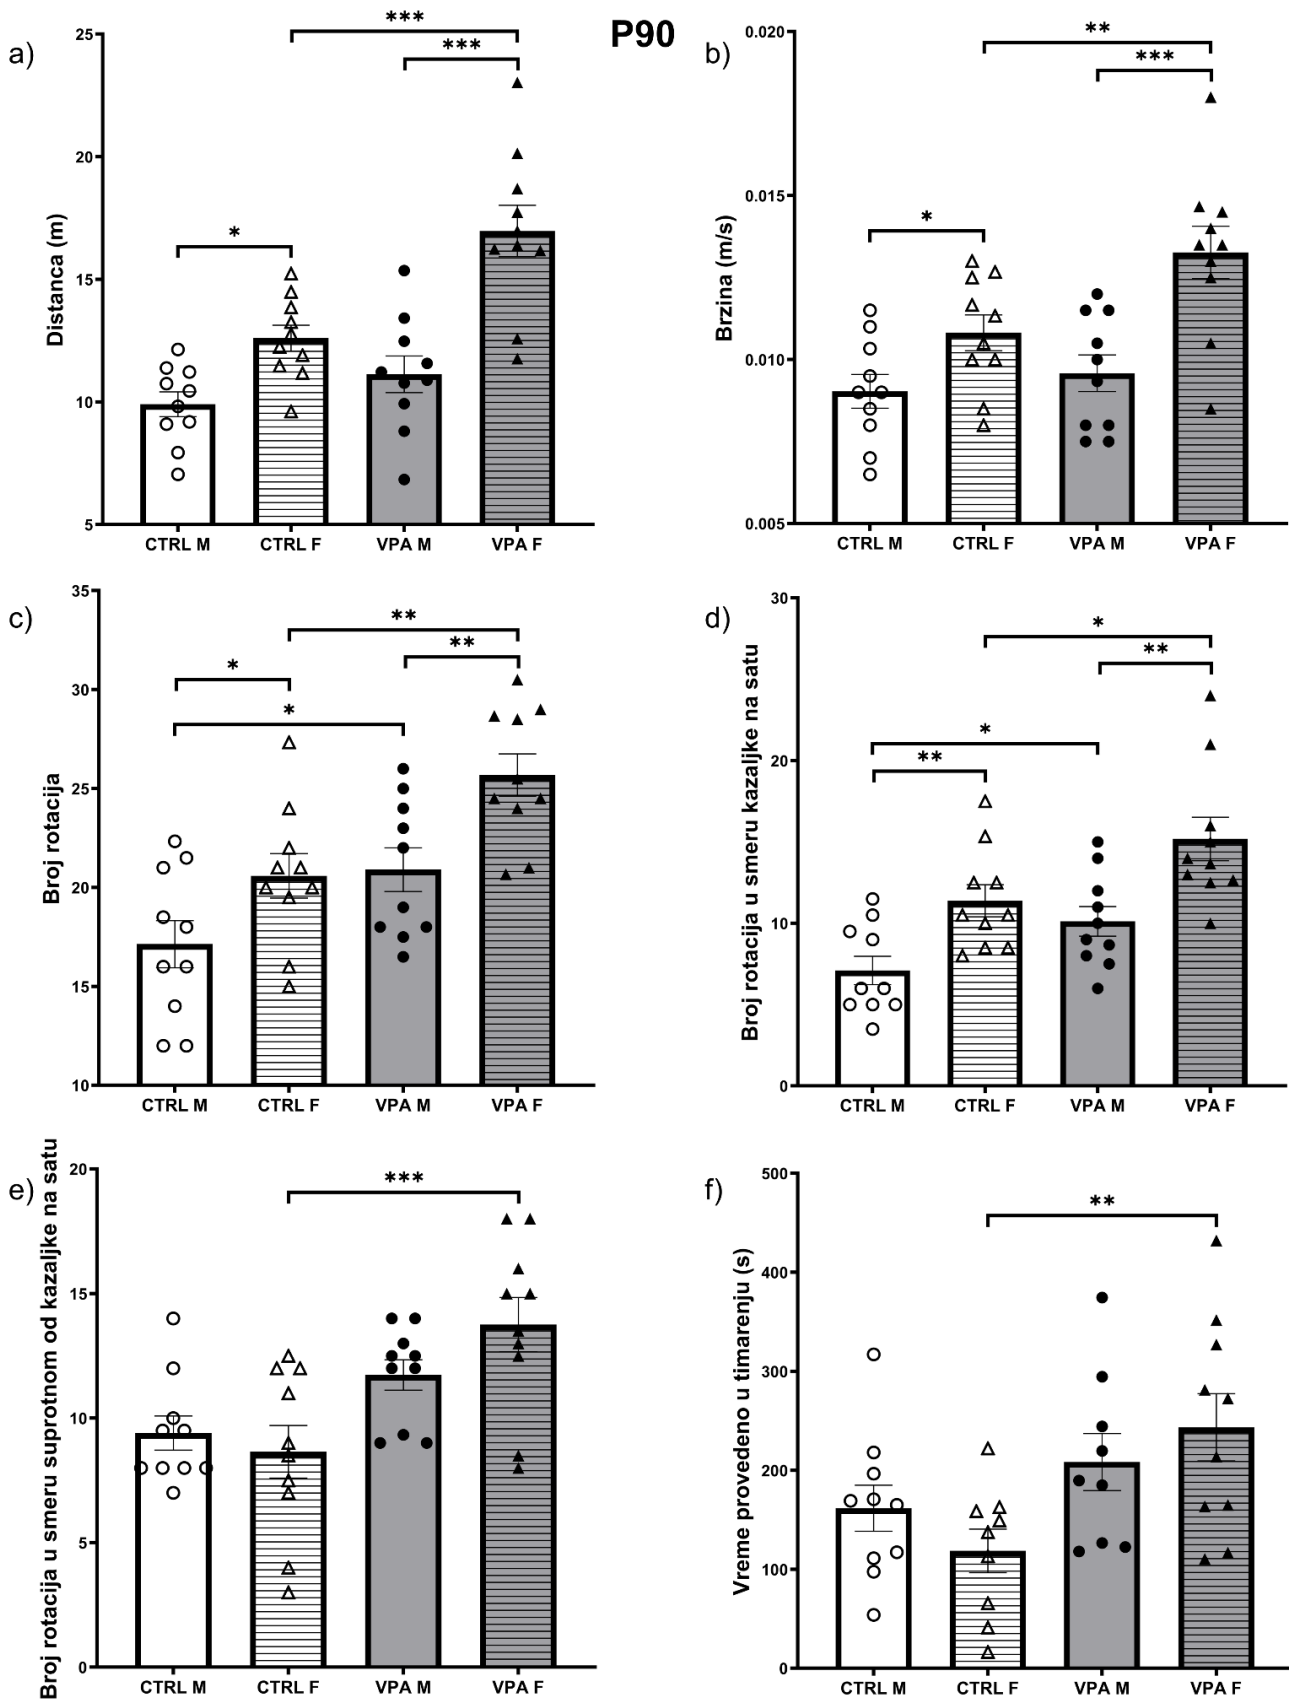 P90
a)
***
***
*
Distanca (m)
25
20
15
10
5
CTRL M CTRL F VPA M VPA F
b)
**
***
*
Brzina (m/s)
0.020
0.015
0.010
0.005
CTRL M CTRL F VPA M VPA F
c)
**
**
*
*
Broj rotacija
35
30
25
20
15
10
CTRL M CTRL F VPA M VPA F
d)
*
**
*
**
Broj rotacija u smeru kazaljke na satu
30
20
10
0
CTRL M CTRL F VPA M VPA F
e)
***
Broj rotacija u smeru suprotnom od kazaljke na satu
20
15
10
5
0
CTRL M CTRL F VPA M VPA F
f)
**
Vreme provedeno u timarenju (s)
500
400
300
200
100
0
CTRL M CTRL F VPA M VPA F